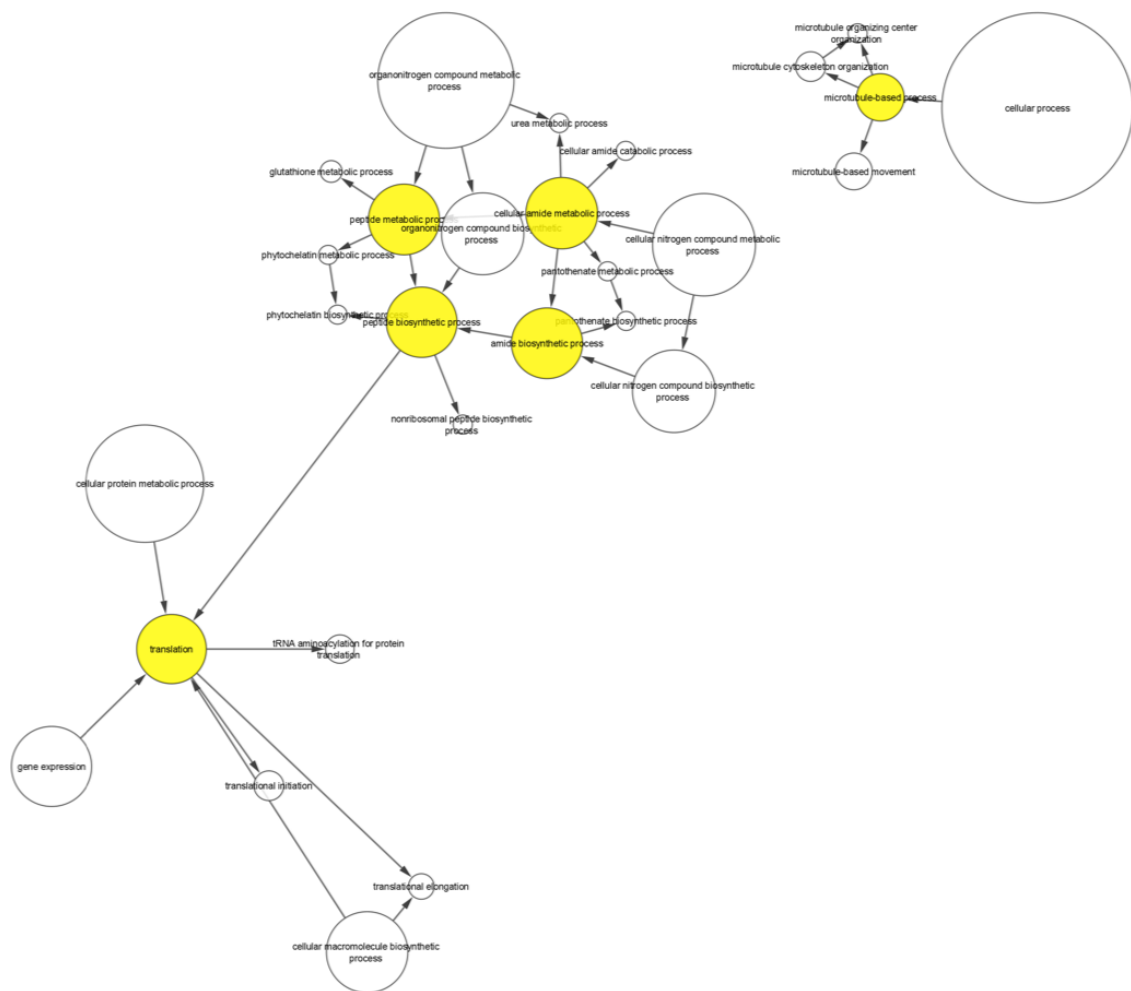 microtubule organizing center
organization
microtubule cytoskeleton organization
microtubule-based process
cellular process
microtubule-based movement
organonitrogen compound metabolic
process
urea metabolic process
cellular amide catabolic process
glutathione metabolic process
peptide metabolic process
cellular amide metabolic process
organonitrogen compound biosynthetic
process
cellular nitrogen compound metabolic
process
phytochelatin metabolic process
pantothenate metabolic process
phytochelatin biosynthetic process
peptide biosynthetic process
pantothenate biosynthetic process
amide biosynthetic process
cellular nitrogen compound biosynthetic
process
nonribosomal peptide biosynthetic
process
cellular protein metabolic process
translation
tRNA aminoacylation for protein
translation
gene expression
translational initiation
translational elongation
cellular macromolecule biosynthetic
process